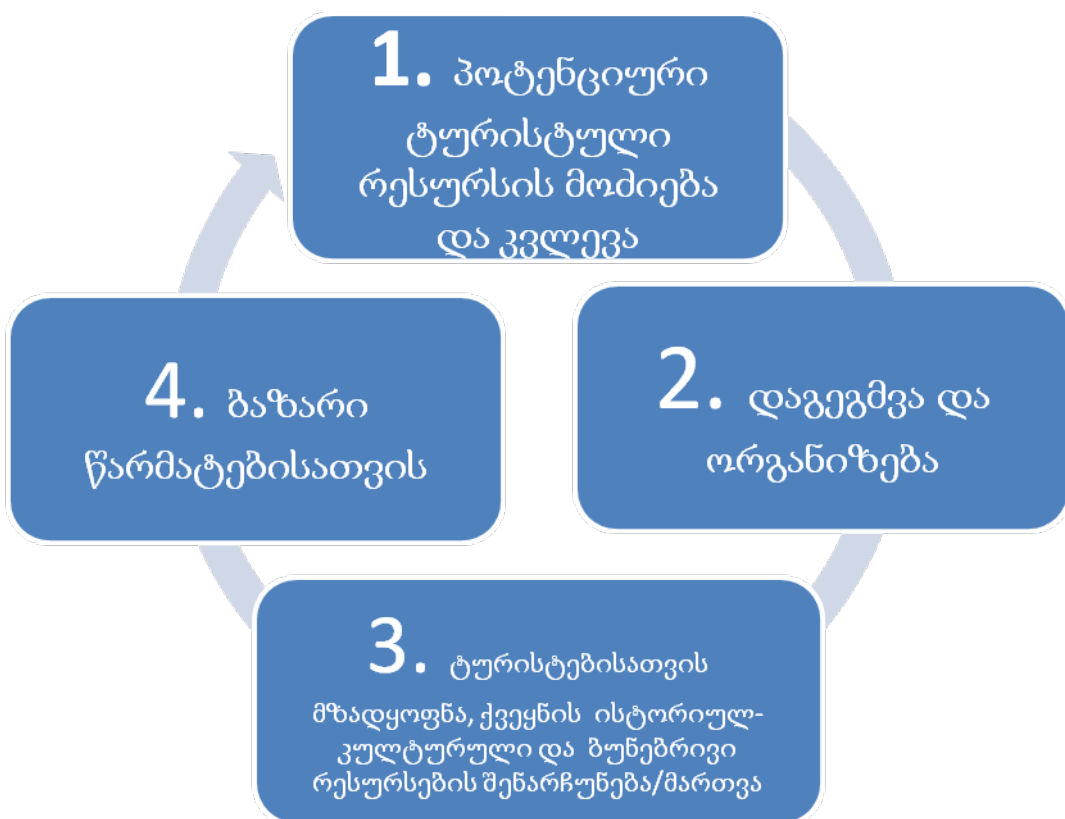 1. პოტენციური
ტურისტული
რესურსის მოძიება
და კვლევა
2. დაგეგმვა და
ორგანიზება
3. ტურისტებისათვის
მზადყოფნა, ქვეყნის ისტორიულ-
კულტურული და ბუნებრივი
რესურსების შენარჩუნება/მართვა
4. ბაზარი
წარმატებისათვის